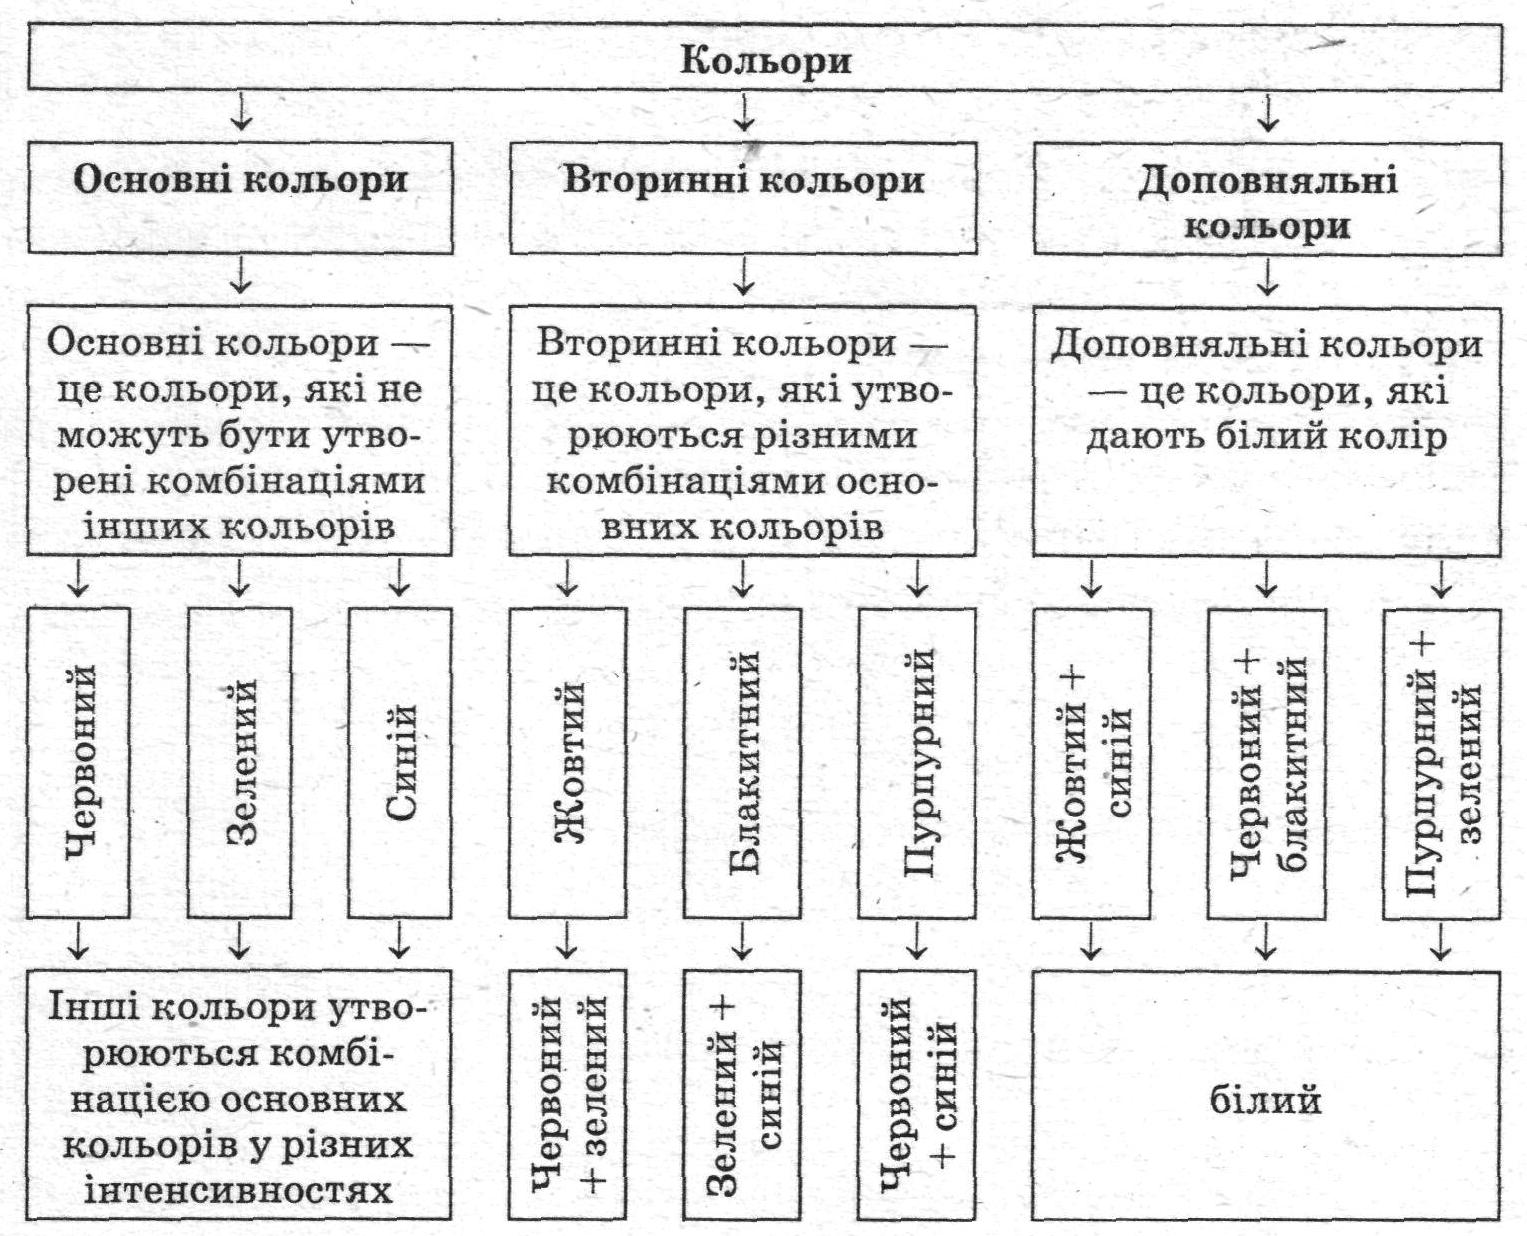 Кольори
Основні кольори
Вторинні кольори
Доповняльні
кольори
Основні кольори —
це кольори, які не
можуть бути утво-
рені комбінаціями
інших кольорів
Вторинні кольори —
це кольори, які утво-
рюються різними
комбінаціями осно-
вних кольорів
Доповняльні кольори
— це кольори, які
дають білий колір
Червоний
Зелений
Синій
Жовтий
Блакитний
Пурпурний
Жовтий +
синій
Червоний +
блакитний
Пурпурний +
зелений
Інші кольори утво-
рюються комбі-
нацією основних
кольорів у різних
інтенсивностях
Червоний
+ зелений
Зелений +
синій
Червоний
+ синій
білий